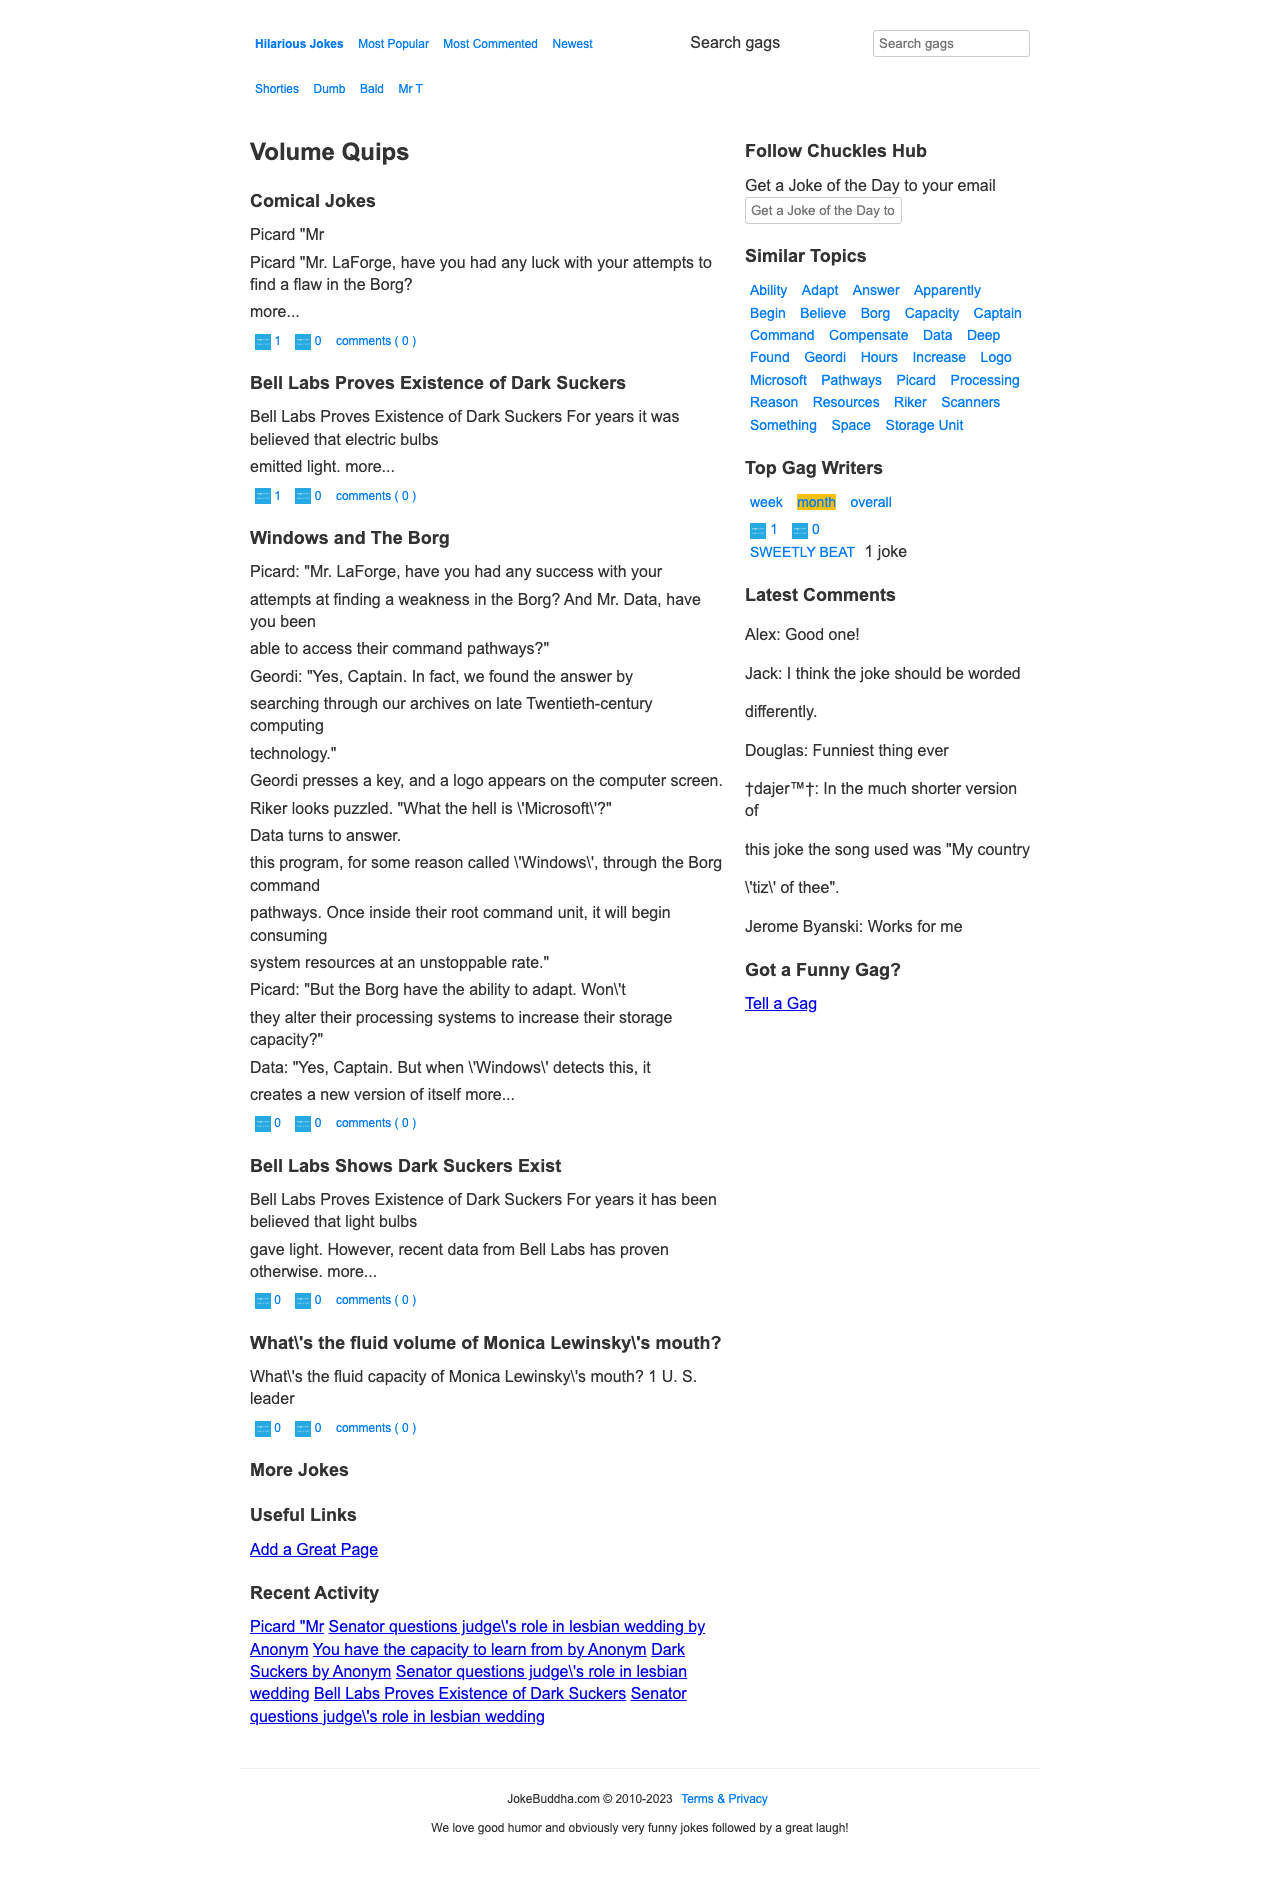 Hilarious Jokes Most Popular Most Commented Newest
Search gags
Search gags
Shorties Dumb Bald Mr T
Volume Quips
Comical Jokes
Picard "Mr
Picard "Mr. LaForge, have you had any luck with your attempts to
find a flaw in the Borg?
more...
1 0 comments ( 0 )
Bell Labs Proves Existence of Dark Suckers
Bell Labs Proves Existence of Dark Suckers For years it was
believed that electric bulbs
emitted light. more...
1 0 comments ( 0 )
Windows and The Borg
Picard: "Mr. LaForge, have you had any success with your
attempts at finding a weakness in the Borg? And Mr. Data, have
you been
able to access their command pathways?"
Geordi: "Yes, Captain. In fact, we found the answer by
searching through our archives on late Twentieth-century
computing
technology."
Geordi presses a key, and a logo appears on the computer screen.
Riker looks puzzled. "What the hell is \'Microsoft\'?"
Data turns to answer.
this program, for some reason called \'Windows\', through the Borg
command
pathways. Once inside their root command unit, it will begin
consuming
system resources at an unstoppable rate."
Picard: "But the Borg have the ability to adapt. Won\'t
they alter their processing systems to increase their storage
capacity?"
Data: "Yes, Captain. But when \'Windows\' detects this, it
creates a new version of itself more...
0 0 comments ( 0 )
Bell Labs Shows Dark Suckers Exist
Bell Labs Proves Existence of Dark Suckers For years it has been
believed that light bulbs
gave light. However, recent data from Bell Labs has proven
otherwise. more...
0 0 comments ( 0 )
What\'s the fluid volume of Monica Lewinsky\'s mouth?
What\'s the fluid capacity of Monica Lewinsky\'s mouth? 1 U. S.
leader
0 0 comments ( 0 )
More Jokes
Useful Links
Add a Great Page
Recent Activity
Picard "Mr Senator questions judge\'s role in lesbian wedding by
Anonym You have the capacity to learn from by Anonym Dark
Suckers by Anonym Senator questions judge\'s role in lesbian
wedding Bell Labs Proves Existence of Dark Suckers Senator
questions judge\'s role in lesbian wedding
Follow Chuckles Hub
Get a Joke of the Day to your email
Get a Joke of the Day to
Similar Topics
Ability Adapt Answer Apparently
Begin Believe Borg Capacity Captain
Command Compensate Data Deep
Found Geordi Hours Increase Logo
Microsoft Pathways Picard Processing
Reason Resources Riker Scanners
Something Space Storage Unit
Top Gag Writers
week month overall
1 0
SWEETLY BEAT 1 joke
Latest Comments
Alex: Good one!
Jack: I think the joke should be worded
differently.
Douglas: Funniest thing ever
†dajer™†: In the much shorter version
of
this joke the song used was "My country
\'tiz\' of thee".
Jerome Byanski: Works for me
Got a Funny Gag?
Tell a Gag
JokeBuddha.com © 2010-2023 Terms & Privacy
We love good humor and obviously very funny jokes followed by a great laugh!